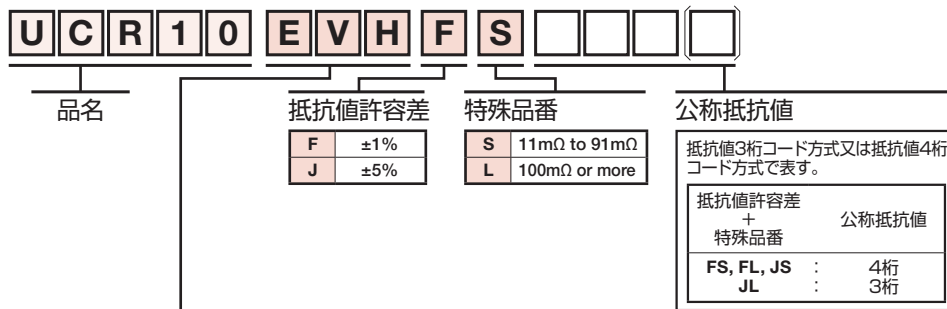 UCR10 EVH F S
品名
抵抗値許容差
F ±1%
J ±5%
特殊品番
S 11mΩ to 91mΩ
L 100mΩ or more
公称抵抗値
抵抗値3桁コード方式又は抵抗値4桁
コード方式で表す。
抵抗値許容差
+
特殊品番
公称抵抗値
FS, FL, JS : 4桁
JL : 3桁